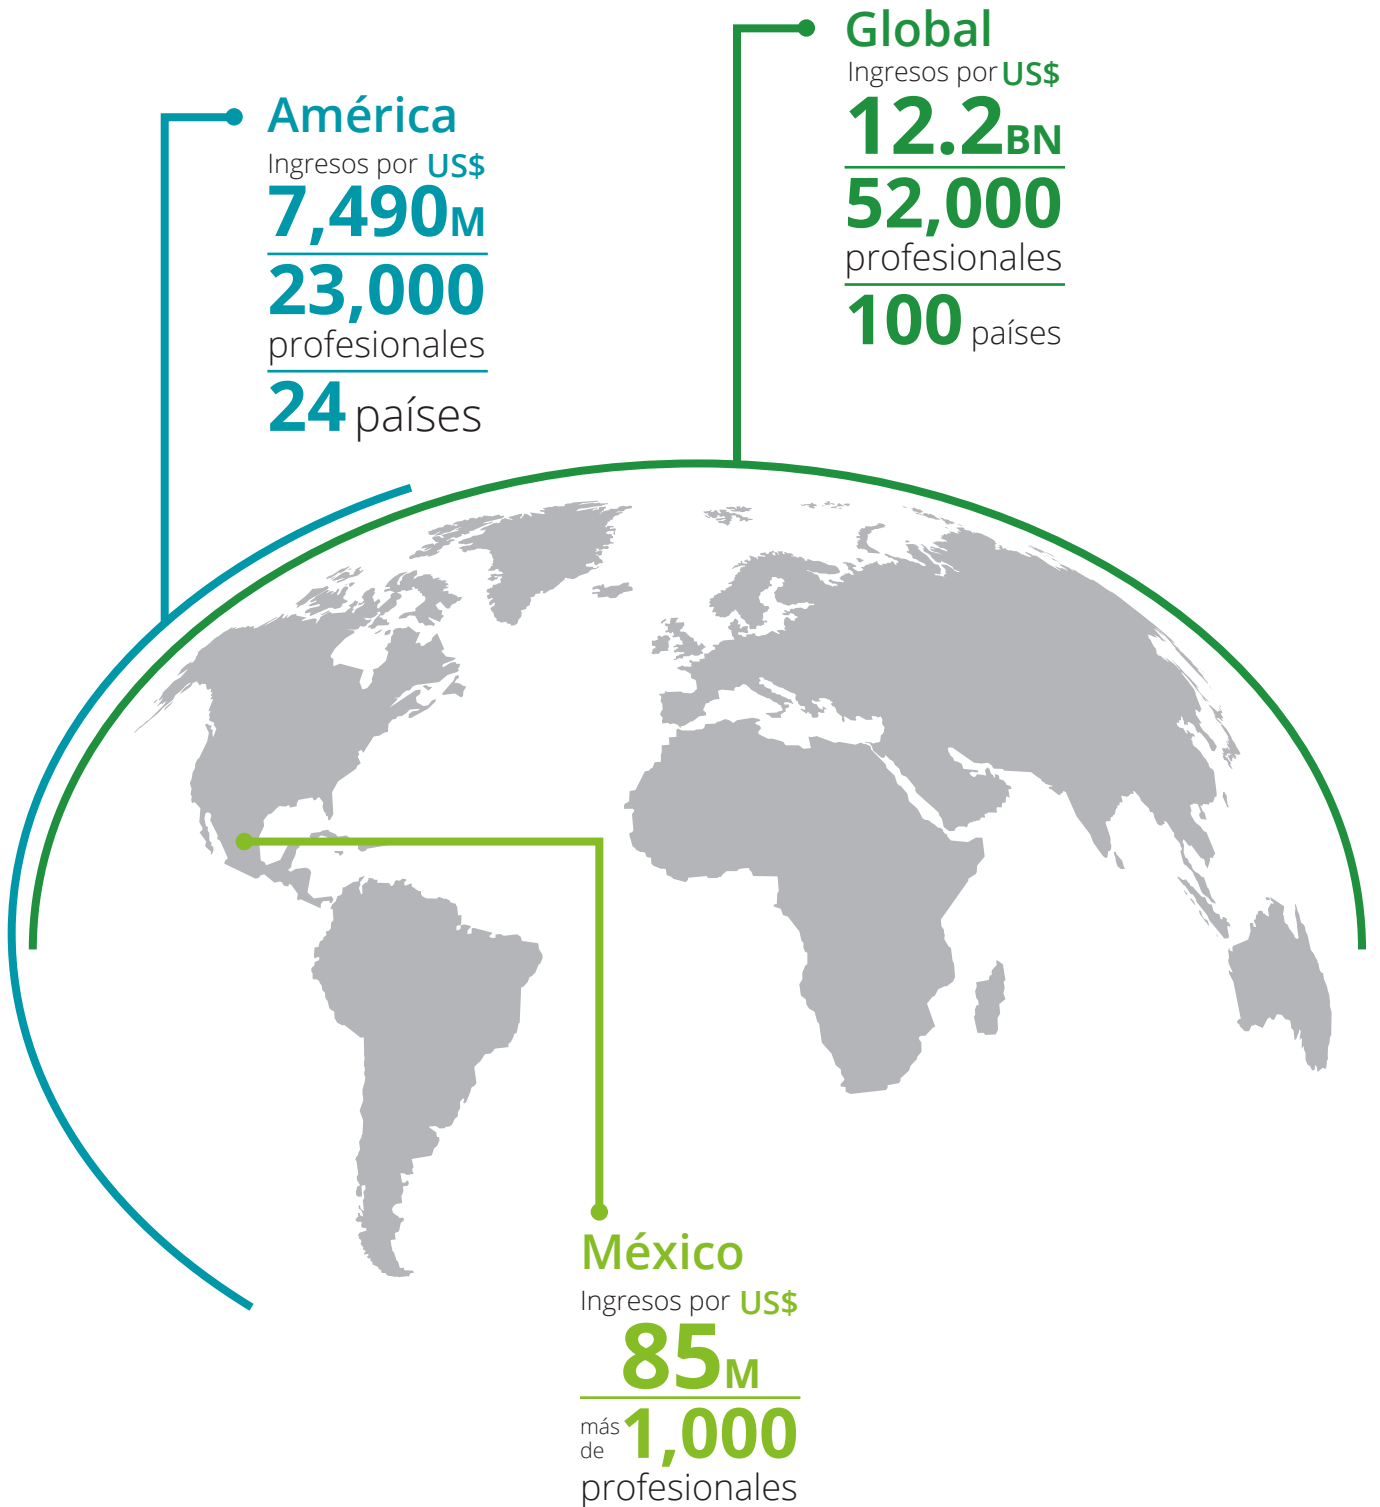 América
Ingresos por US$
7,490M
23,000
profesionales
24 países
Global
Ingresos por US$
12.2BN
52,000
profesionales
100 países
México
Ingresos por US$
85M
más de 1,000
profesionales